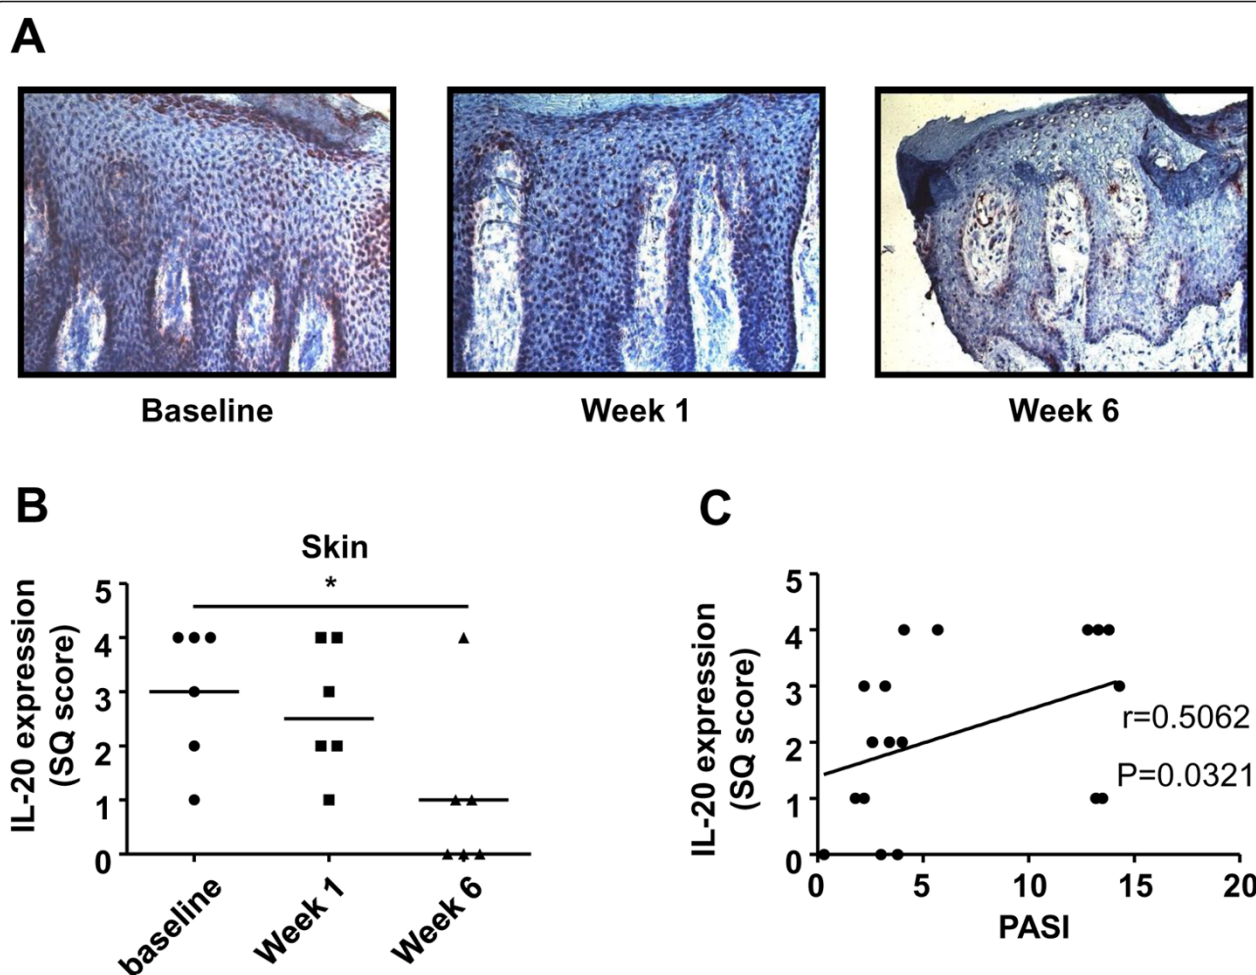 A
Baseline
Week 1
Week 6
B
Skin
*
IL-20 expression
(SQ score)
5
4
3
2
1
0
baseline
Week 1
Week 6
C
IL-20 expression
(SQ score)
5
4
3
2
1
0
r=0.5062
P=0.0321
0
5
10
15
20
PASI